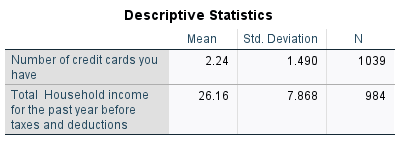 Descriptive Statistics
Mean Std. Deviation N
Number of credit cards you have 2.24 1.490 1039
Total Household income for the past year before taxes and deductions 26.16 7.868 984